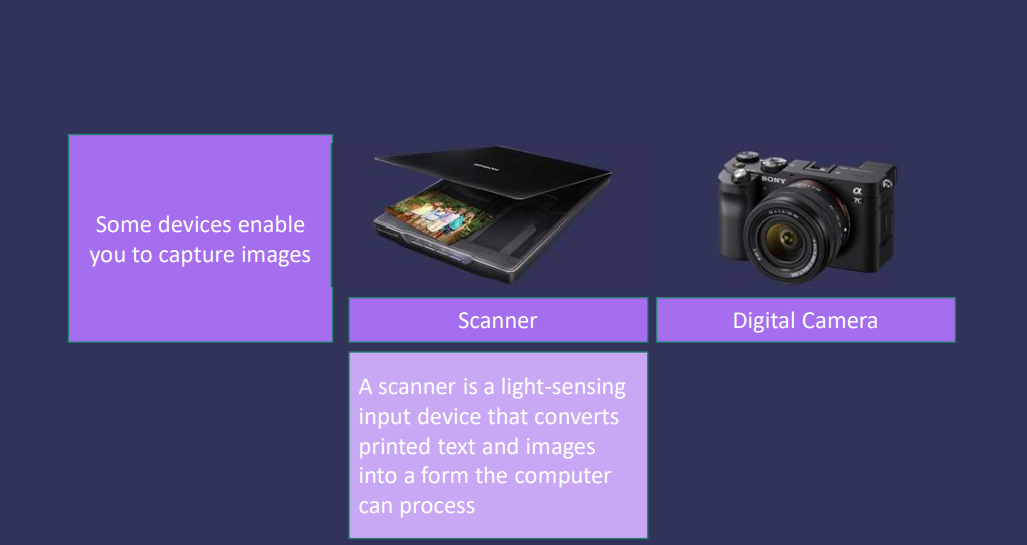 Some devices enable
you to capture images
SONY
α
7C
Scanner
Digital Camera
A scanner is a light-sensing
input device that converts
printed text and images
into a form the computer
can process